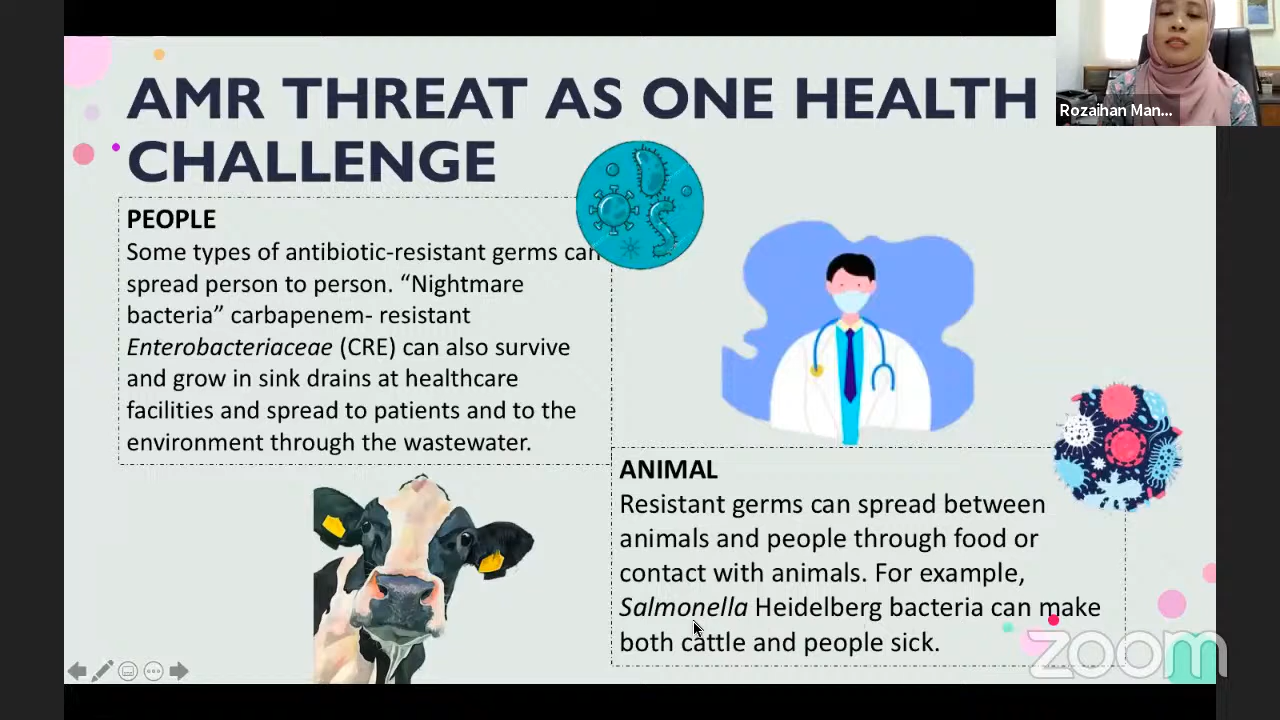 AMR THREAT AS ONE HEALTH
CHALLENGE
Rozaihan Man...
PEOPLE
Some types of antibiotic-resistant germs can
spread person to person. “Nightmare
bacteria” carbapenem- resistant
Enterobacteriaceae (CRE) can also survive
and grow in sink drains at healthcare
facilities and spread to patients and to the
environment through the wastewater.
ANIMAL
Resistant germs can spread between
animals and people through food or
contact with animals. For example,
Salmonella Heidelberg bacteria can make
both cattle and people sick.
zoom